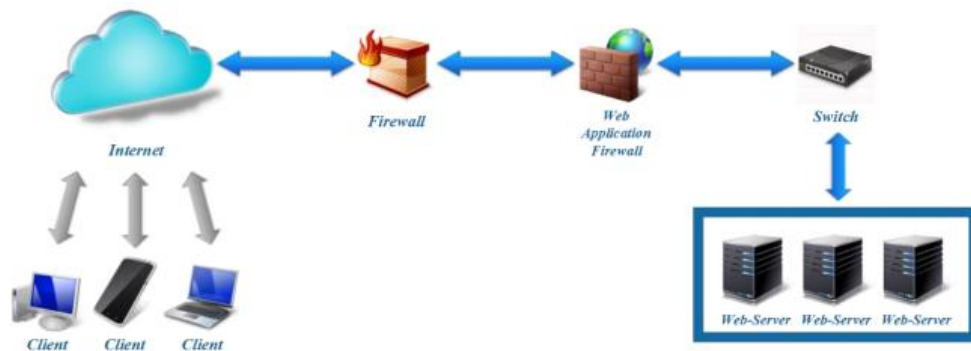 Internet
Firewall
Web
Application
Firewall
Switch
Client
Client
Client
Web-Server
Web-Server
Web-Server